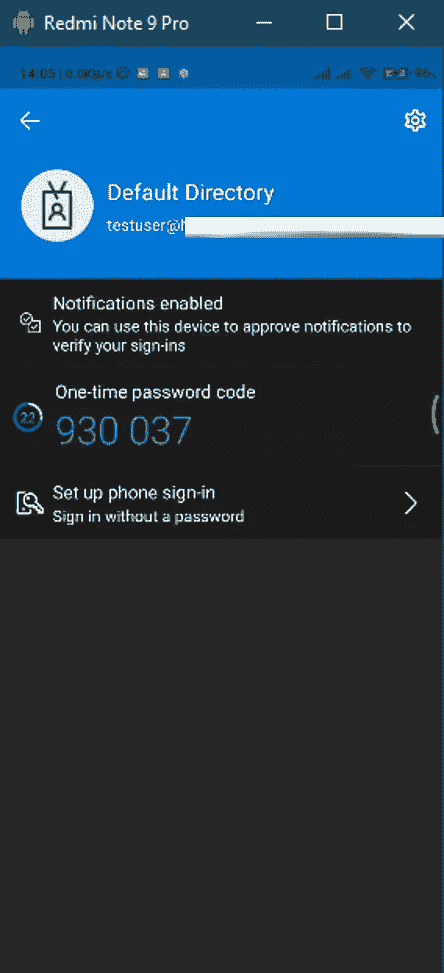 Redmi Note 9 Pro
14:05 | 0.0KB/s
Default Directory
testuser@
Notifications enabled
You can use this device to approve notifications to
verify your sign-ins
One-time password code
22
930 037
Set up phone sign-in
Sign in without a password